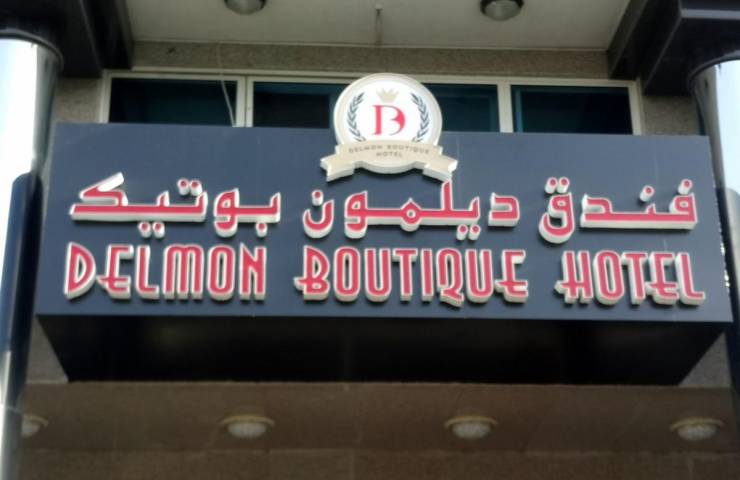 D
DELMON BOUTIQUE
HOTEL
فندق ديلمون بوتيك
DELMON BOUTIQUE HOTEL